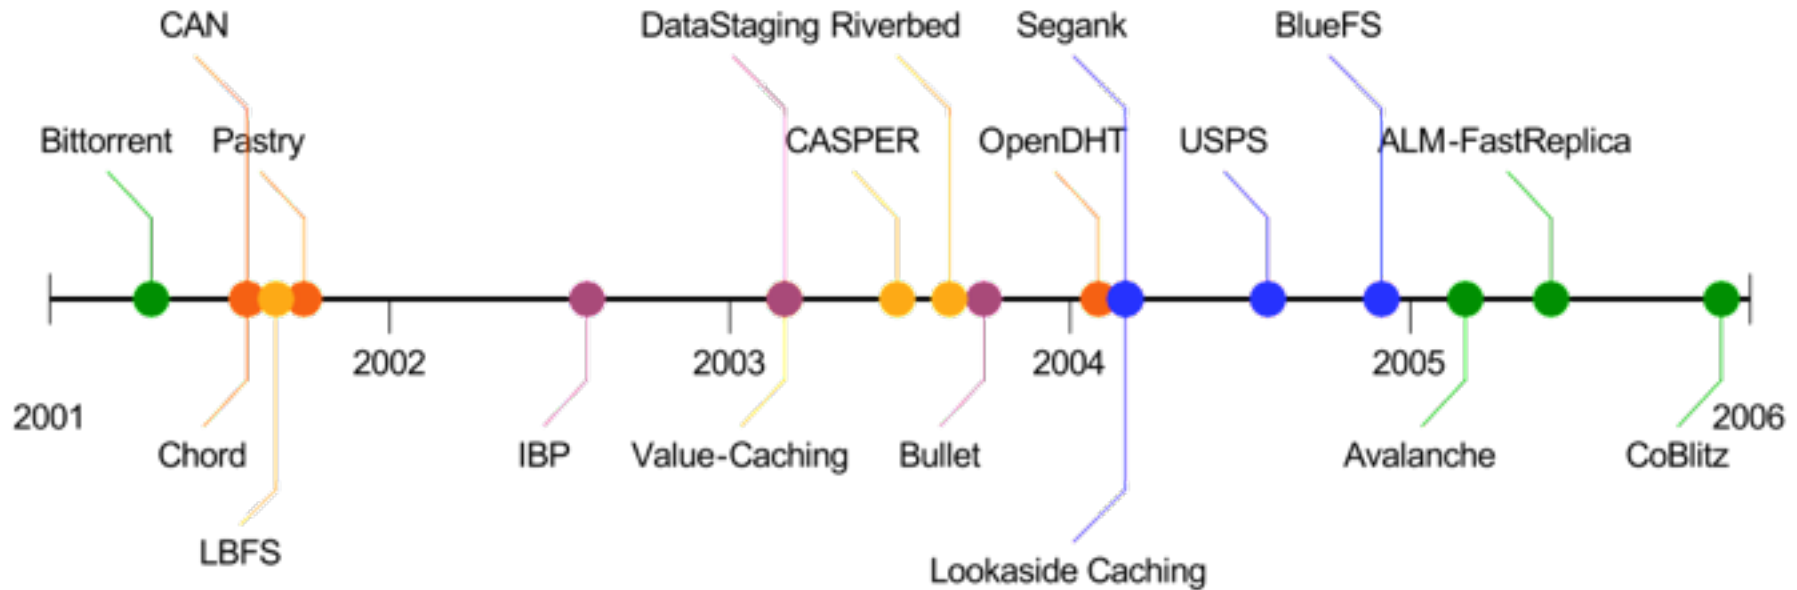 CAN
DataStaging
Riverbed
Segank
BlueFS
Bittorrent
Pastry
CASPER
OpenDHT
USPS
ALM-FastReplica
2002
2003
2004
2005
2001
2006
Chord
IBP
Value-Caching
Bullet
Avalanche
CoBlitz
LBFS
Lookaside Caching